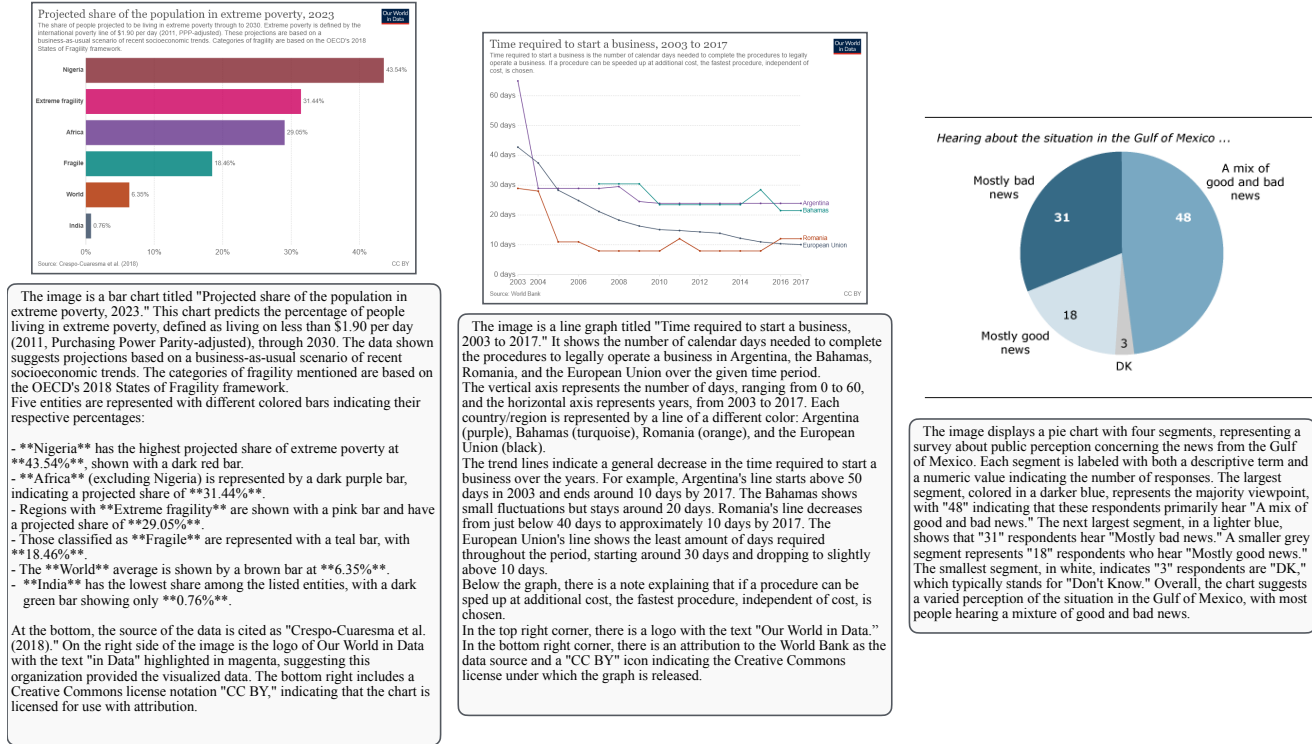 Projected share of the population in extreme poverty, 2023
Our World
in Data
The share of people projected to be living in extreme poverty through to 2030. Extreme poverty is defined by the
international poverty line of $1.90 per day (2011, PPP-adjusted). These projections are based on a
business-as-usual scenario of recent socioeconomic trends. Categories of fragility are based on the OECD's 2018
States of Fragility framework.
Nigeria
43.54%
Extreme fragility
31.44%
Africa
29.05%
Fragile
18.46%
World
6.35%
India
0.76%
0%
10%
20%
30%
40%
Source: Crespo-Cuaresma et al. (2018)
CC BY
The image is a bar chart titled "Projected share of the population in
extreme poverty, 2023." This chart predicts the percentage of people
living in extreme poverty, defined as living on less than $1.90 per day
(2011, Purchasing Power Parity-adjusted), through 2030. The data shown
suggests projections based on a business-as-usual scenario of recent
socioeconomic trends. The categories of fragility mentioned are based on
the OECD's 2018 States of Fragility framework.
Five entities are represented with different colored bars indicating their
respective percentages:
- **Nigeria** has the highest projected share of extreme poverty at
**43.54%**, shown with a dark red bar.
- **Africa** (excluding Nigeria) is represented by a dark purple bar,
indicating a projected share of **31.44%**.
- Regions with **Extreme fragility** are shown with a pink bar and have
a projected share of **29.05%**.
- Those classified as **Fragile** are represented with a teal bar, with
**18.46%**.
- The **World** average is shown by a brown bar at **6.35%**.
- **India** has the lowest share among the listed entities, with a dark
green bar showing only **0.76%**.
At the bottom, the source of the data is cited as "Crespo-Cuaresma et al.
(2018)." On the right side of the image is the logo of Our World in Data
with the text "in Data" highlighted in magenta, suggesting this
organization provided the visualized data. The bottom right includes a
Creative Commons license notation "CC BY," indicating that the chart is
licensed for use with attribution.
Time required to start a business, 2003 to 2017
Our World
in Data
Time required to start a business is the number of calendar days needed to complete the procedures to legally
operate a business. If a procedure can be speeded up at additional cost, the fastest procedure, independent of
cost, is chosen.
60 days
50 days
40 days
30 days
20 days
10 days
0 days
Argentina
Bahamas
Romania
European Union
2003
2004
2006
2008
2010
2012
2014
2016
2017
Source: World Bank
CC BY
The image is a line graph titled "Time required to start a business,
2003 to 2017." It shows the number of calendar days needed to complete
the procedures to legally operate a business in Argentina, the Bahamas,
Romania, and the European Union over the given time period.
The vertical axis represents the number of days, ranging from 0 to 60,
and the horizontal axis represents years, from 2003 to 2017. Each
country/region is represented by a line of a different color: Argentina
(purple), Bahamas (turquoise), Romania (orange), and the European
Union (black).
The trend lines indicate a general decrease in the time required to start a
business over the years. For example, Argentina's line starts above 50
days in 2003 and ends around 10 days by 2017. The Bahamas shows
small fluctuations but stays around 20 days. Romania's line decreases
from just below 40 days to approximately 10 days by 2017. The
European Union's line shows the least amount of days required
throughout the period, starting around 30 days and dropping to slightly
above 10 days.
Below the graph, there is a note explaining that if a procedure can be
sped up at additional cost, the fastest procedure, independent of cost, is
chosen.
In the top right corner, there is a logo with the text "Our World in Data.”
In the bottom right corner, there is an attribution to the World Bank as the
data source and a "CC BY" icon indicating the Creative Commons
license under which the graph is released.
Hearing about the situation in the Gulf of Mexico ...
Mostly bad
news
31
A mix of
good and bad
news
48
18
Mostly good
news
3
DK
The image displays a pie chart with four segments, representing a
survey about public perception concerning the news from the Gulf
of Mexico. Each segment is labeled with both a descriptive term and
a numeric value indicating the number of responses. The largest
segment, colored in a darker blue, represents the majority viewpoint,
with "48" indicating that these respondents primarily hear "A mix of
good and bad news." The next largest segment, in a lighter blue,
shows that "31" respondents hear "Mostly bad news." A smaller grey
segment represents "18" respondents who hear "Mostly good news."
The smallest segment, in white, indicates "3" respondents are "DK,"
which typically stands for "Don't Know." Overall, the chart suggests
a varied perception of the situation in the Gulf of Mexico, with most
people hearing a mixture of good and bad news.